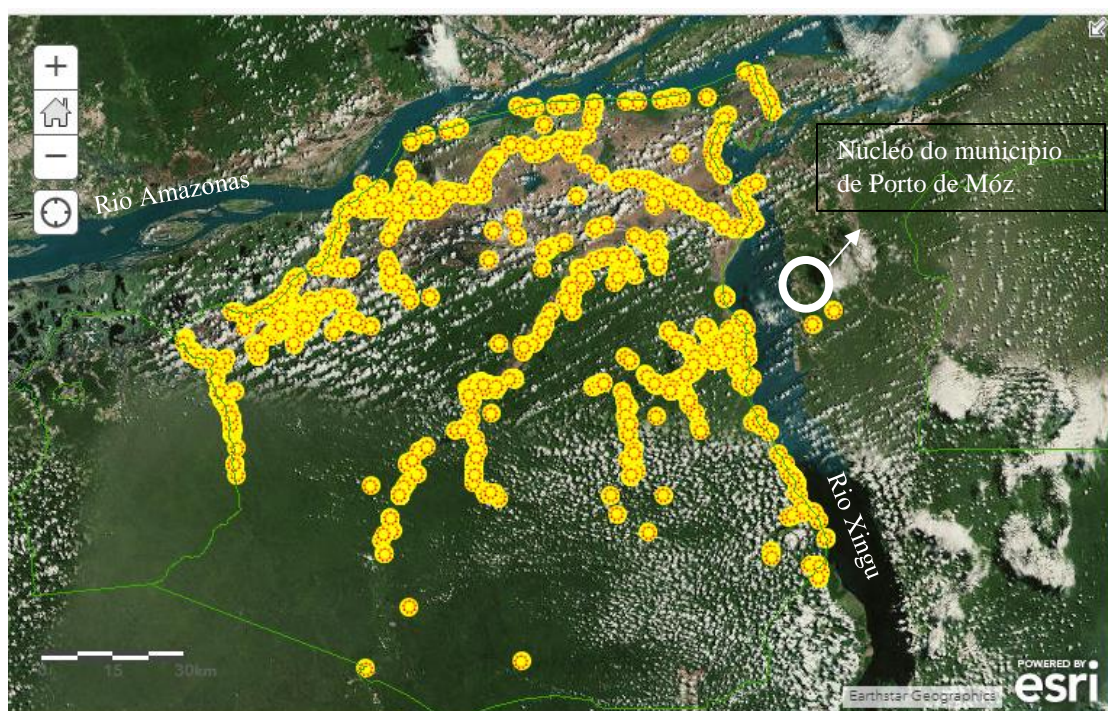 Rio Amazonas
Núcleo do município
de Porto de Móz
Rio Xingu
0 15 30km
Earthstar Geographics
POWERED BY
esri